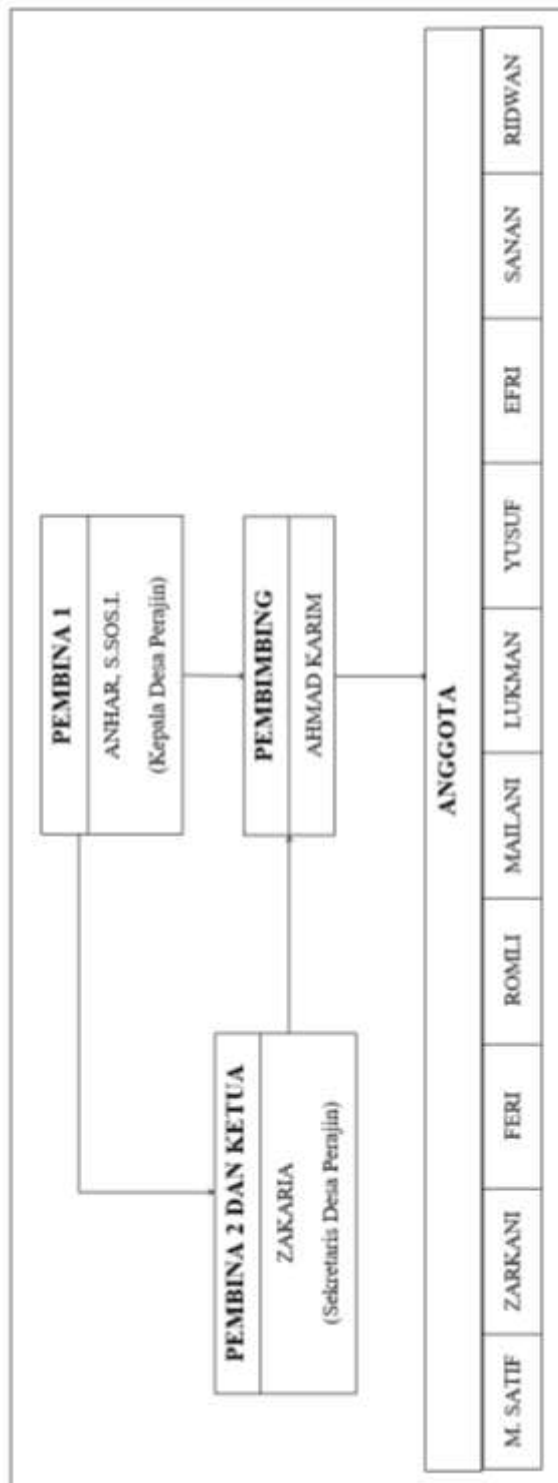 PEMBINA 1
ANHAR, S.SOS.I.
(Kepala Desa Perajin)
PEMBINA 2 DAN KETUA
ZAKARIA
(Sekretaris Desa Perajin)
PEMBIMBING
AHMAD KARIM
ANGGOTA
M. SATIF
ZARKANI
FERI
ROMLI
MAILANI
LUKMAN
YUSUF
EFRI
SANAN
RIDWAN